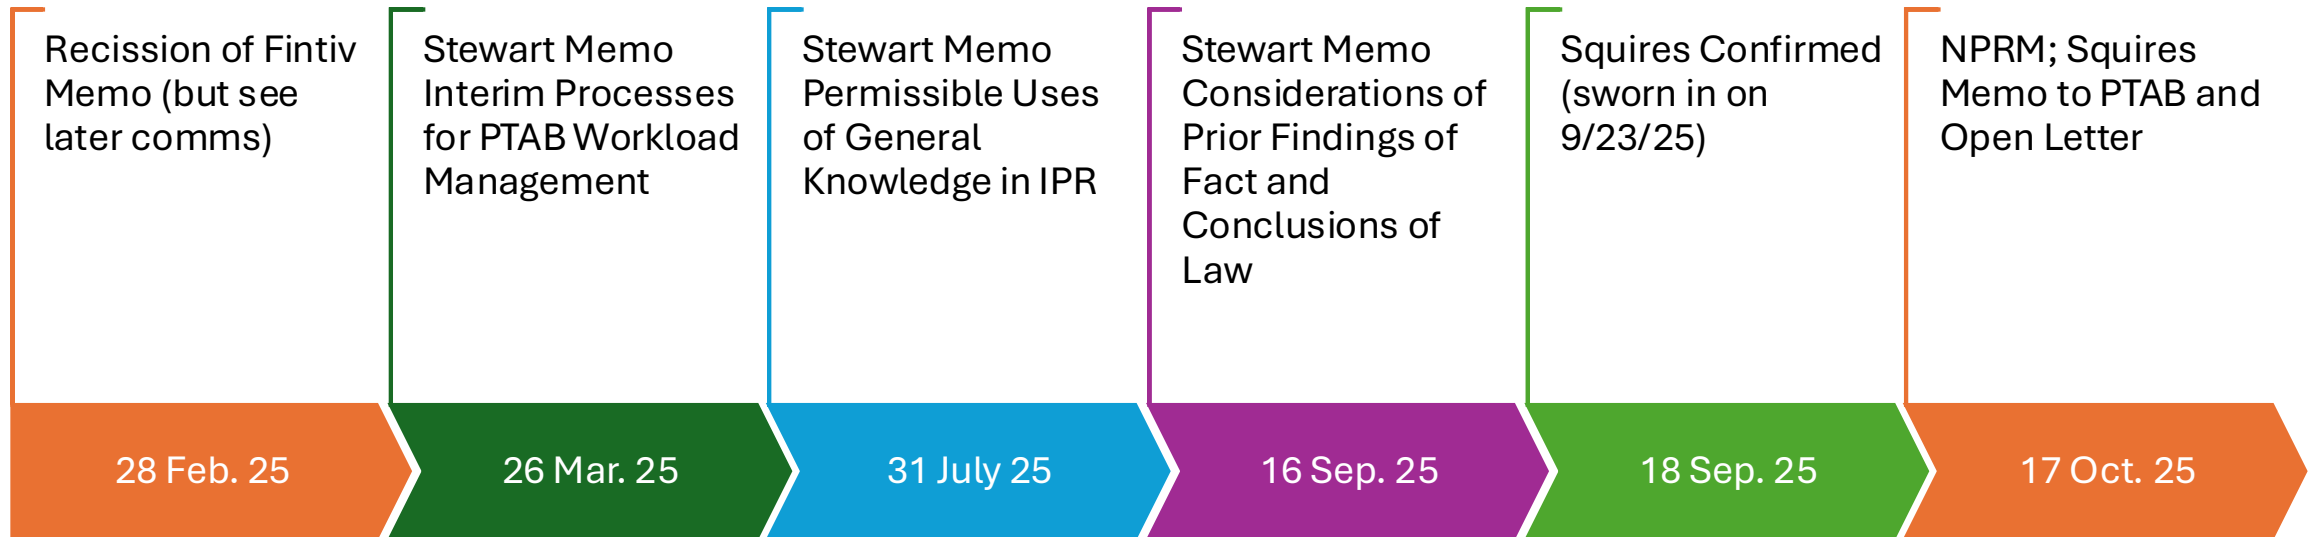 Recission of Fintiv
Memo (but see
later comms)
Stewart Memo
Interim Processes
for PTAB Workload
Management
Stewart Memo
Permissible Uses
of General
Knowledge in IPR
Stewart Memo
Considerations of
Prior Findings of
Fact and
Conclusions of
Law
Squires Confirmed
(sworn in on
9/23/25)
NPRM; Squires
Memo to PTAB and
Open Letter
28 Feb. 25
26 Mar. 25
31 July 25
16 Sep. 25
18 Sep. 25
17 Oct. 25